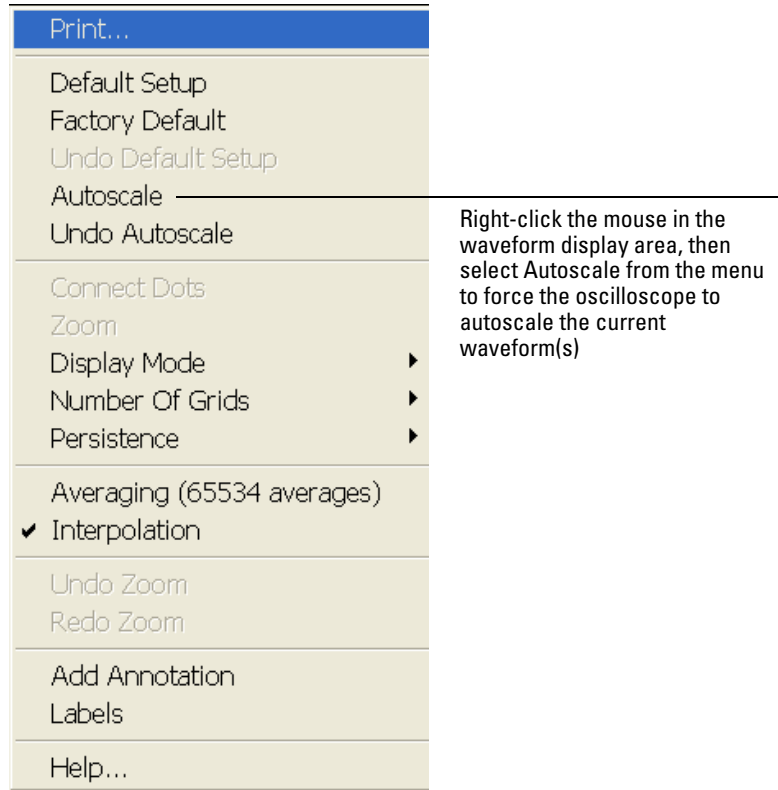 Print...
Default Setup
Factory Default
Undo Default Setup
Autoscale
Undo Autoscale
Right-click the mouse in the
waveform display area, then
select Autoscale from the menu
to force the oscilloscope to
autoscale the current
waveform(s)
Connect Dots
Zoom
Display Mode
Number Of Grids
Persistence
Averaging (65534 averages)
Interpolation
Undo Zoom
Redo Zoom
Add Annotation
Labels
Help...